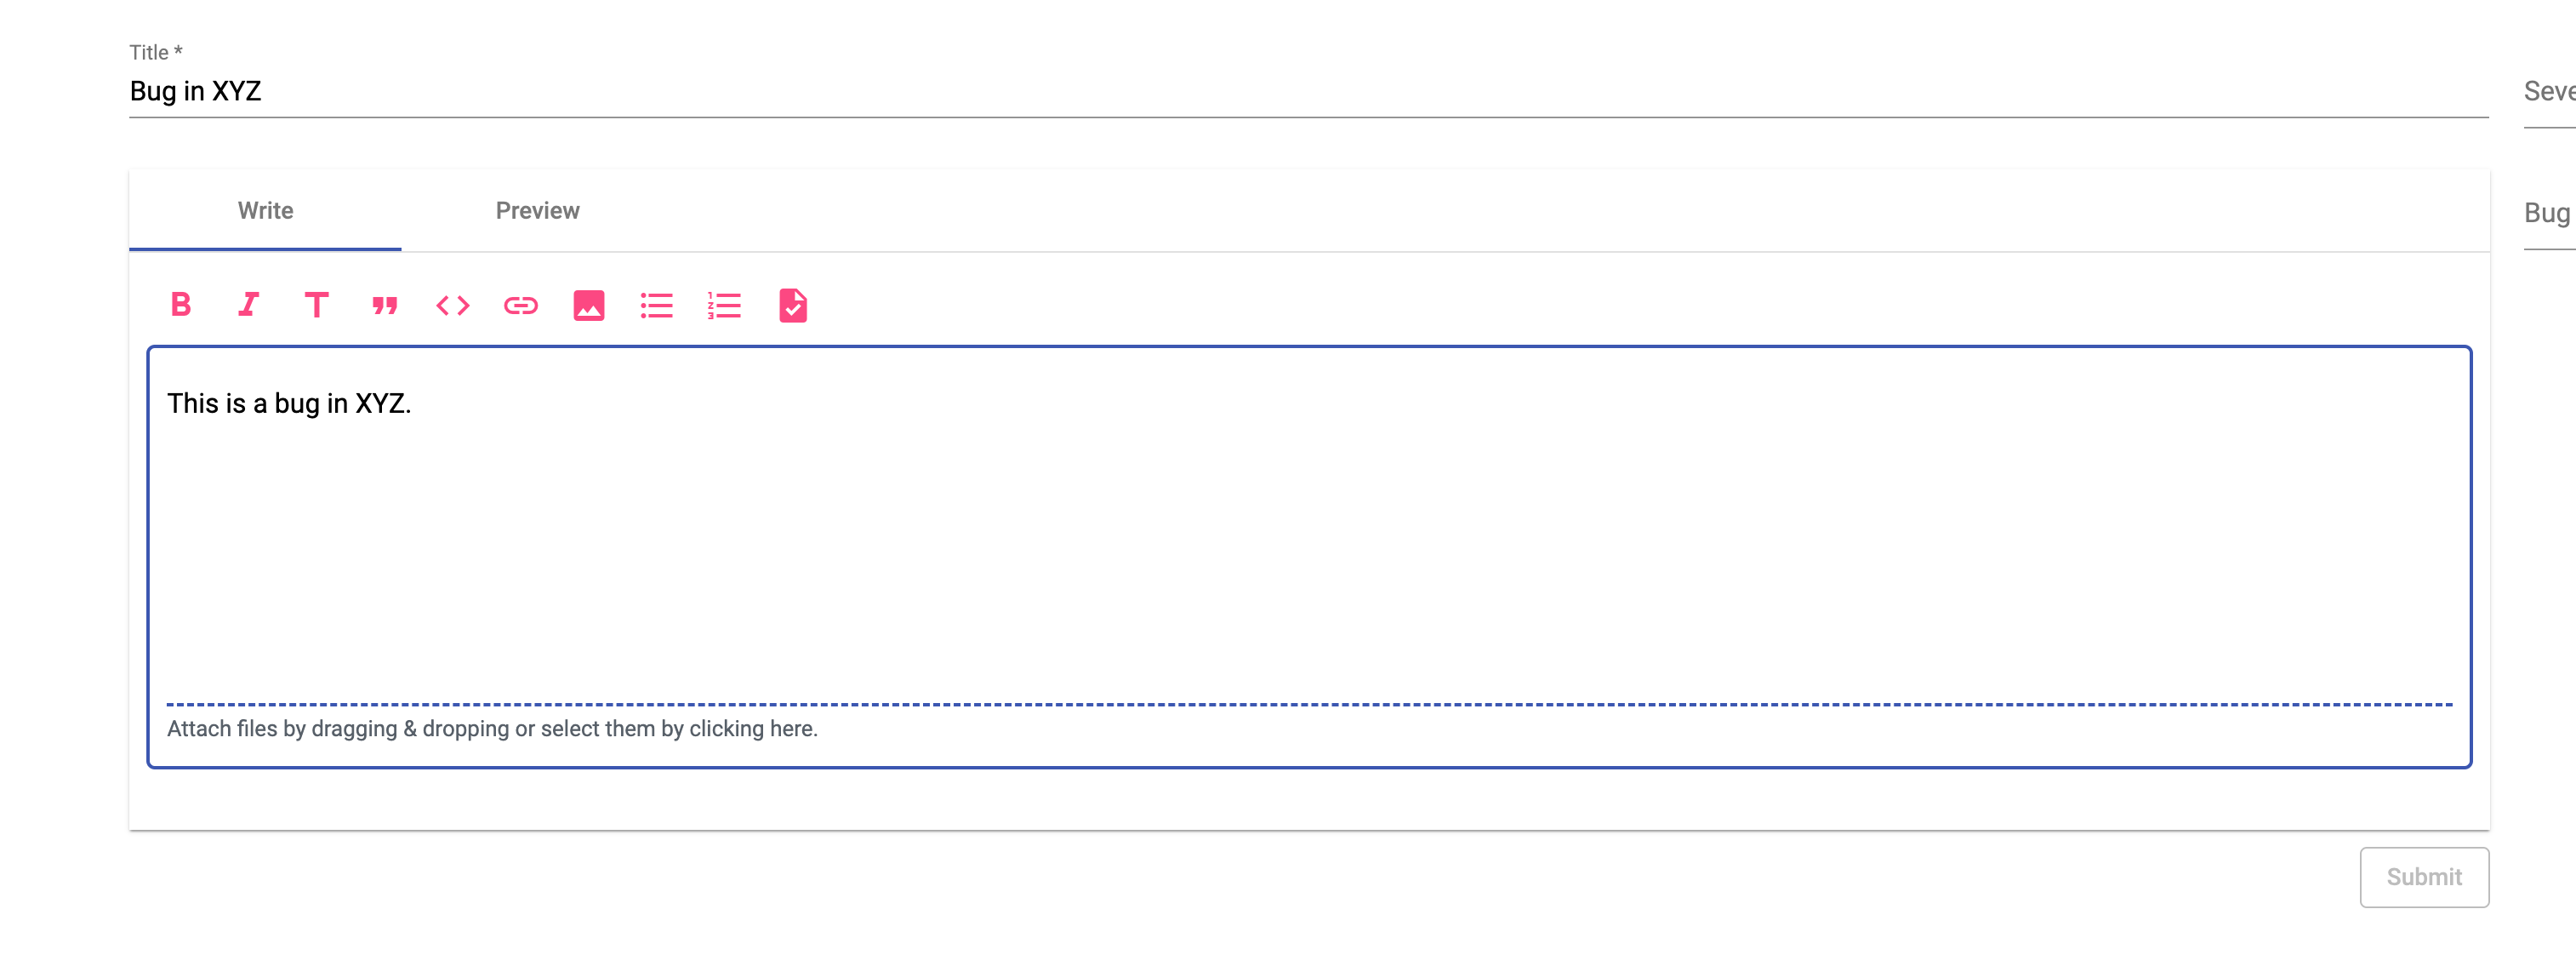 Title *
Bug in XYZ
Seve
Write Preview
Bug
This is a bug in XYZ.
Attach files by dragging & dropping or select them by clicking here.
Submit